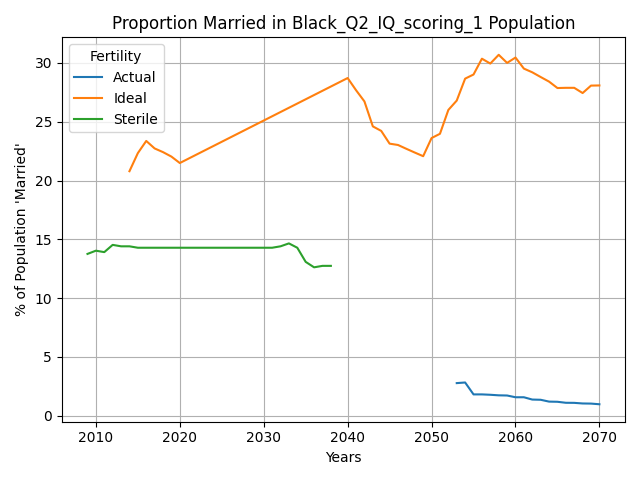 Proportion Married in Black_Q2_IQ_scoring_1 Population
Fertility
Actual
Ideal
Sterile
% of Population 'Married'
30
25
20
15
10
5
0
2010 2020 2030 2040 2050 2060 2070
Years